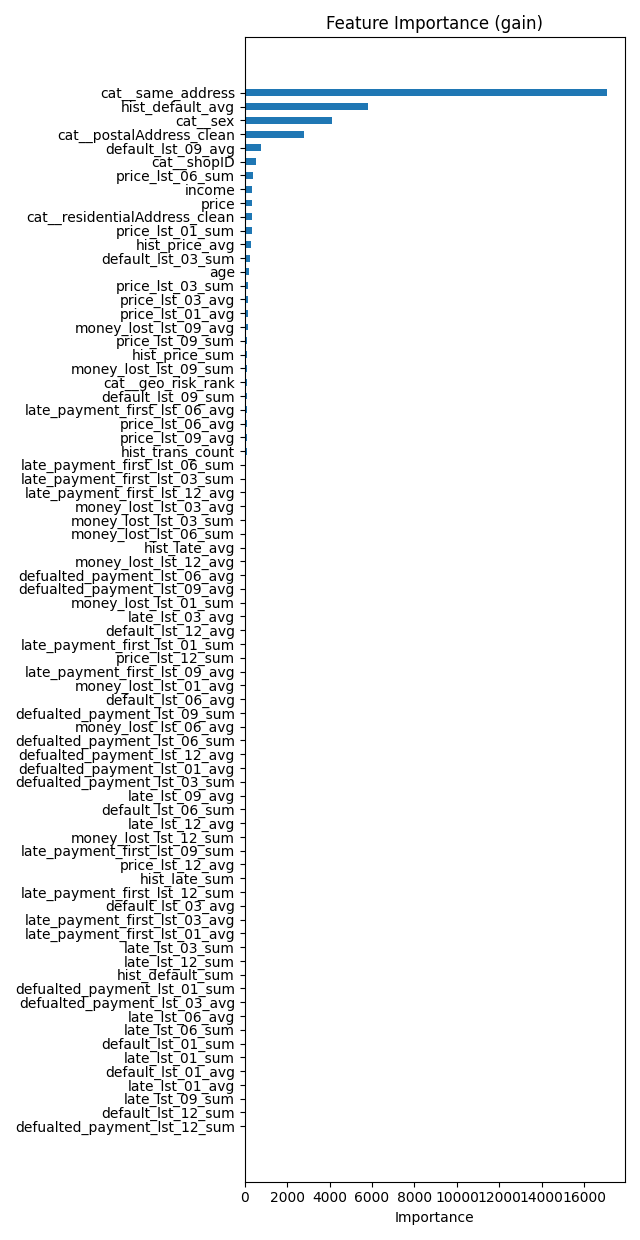 Feature Importance (gain)
cat__same_address
hist_default_avg
cat__sex
cat__postalAddress_clean
default_lst_09_avg
cat__shopID
price_lst_06_sum
income
price
cat__residentialAddress_clean
price_lst_01_sum
hist_price_avg
default_lst_03_sum
age
price_lst_03_sum
price_lst_03_avg
price_lst_01_avg
money_lost_lst_09_avg
price_lst_09_sum
hist_price_sum
money_lost_lst_09_sum
cat__geo_risk_rank
default_lst_09_sum
late_payment_first_lst_06_avg
price_lst_06_avg
price_lst_09_avg
hist_trans_count
late_payment_first_lst_06_sum
late_payment_first_lst_03_sum
late_payment_first_lst_12_avg
money_lost_lst_03_avg
money_lost_lst_03_sum
money_lost_lst_06_sum
hist_late_avg
money_lost_lst_12_avg
defualted_payment_lst_06_avg
defualted_payment_lst_09_avg
money_lost_lst_01_sum
late_lst_03_avg
default_lst_12_avg
late_payment_first_lst_01_sum
price_lst_12_sum
late_payment_first_lst_09_avg
money_lost_lst_01_avg
default_lst_06_avg
defualted_payment_lst_09_sum
money_lost_lst_06_avg
defualted_payment_lst_06_sum
defualted_payment_lst_12_avg
defualted_payment_lst_01_avg
defualted_payment_lst_03_sum
late_lst_09_avg
default_lst_06_sum
late_lst_12_avg
money_lost_lst_12_sum
late_payment_first_lst_09_sum
price_lst_12_avg
hist_late_sum
late_payment_first_lst_12_sum
default_lst_03_avg
late_payment_first_lst_03_avg
late_payment_first_lst_01_avg
late_lst_03_sum
late_lst_12_sum
hist_default_sum
defualted_payment_lst_01_sum
defualted_payment_lst_03_avg
late_lst_06_avg
late_lst_06_sum
default_lst_01_sum
late_lst_01_sum
default_lst_01_avg
late_lst_01_avg
late_lst_09_sum
default_lst_12_sum
defualted_payment_lst_12_sum
0 2000 4000 6000 8000 10000 12000 14000 16000
Importance